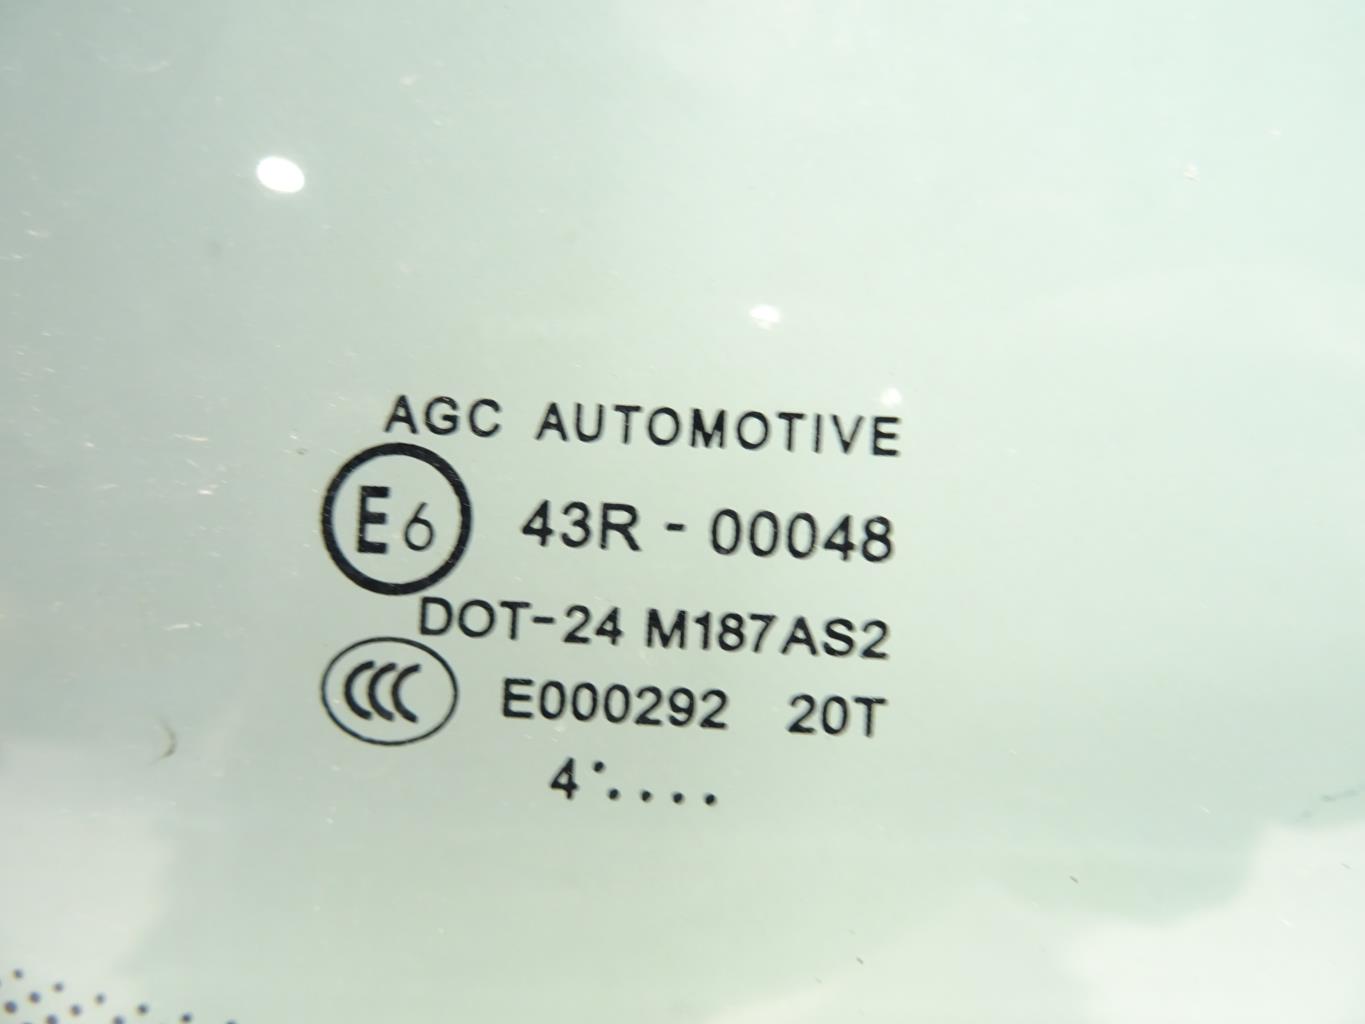 AGC AUTOMOTIVE
E6 43R - 00048
DOT-24 M187AS2
CCC E000292 20T
4 ˙. . . .